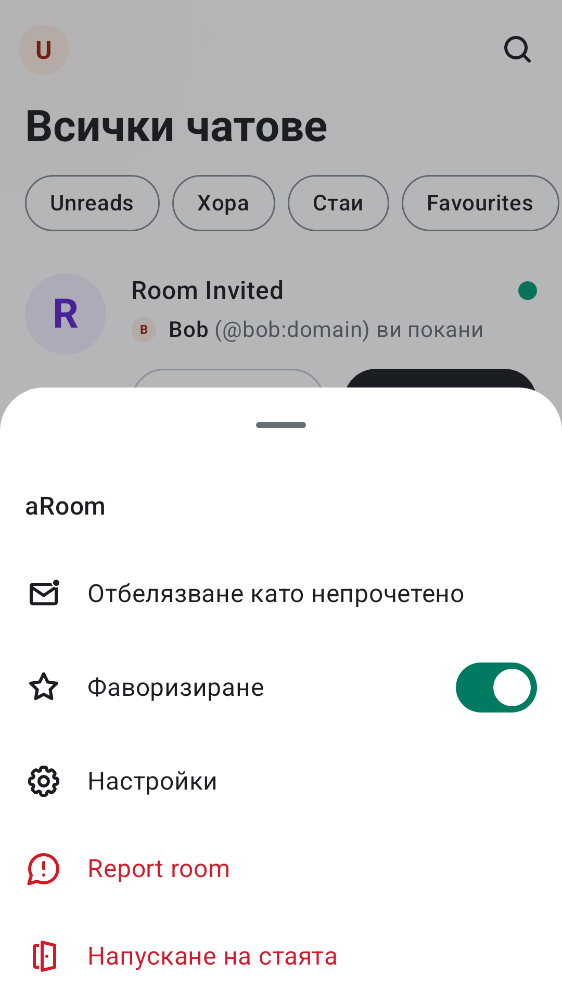 U
Всички чатове
Unreads
Хора
Стаи
Favourites
R
Room Invited
B
Bob (@bob:domain) ви покани
aRoom
Отбелязване като непрочетено
Фаворизиране
Настройки
Report room
Напускане на стаята